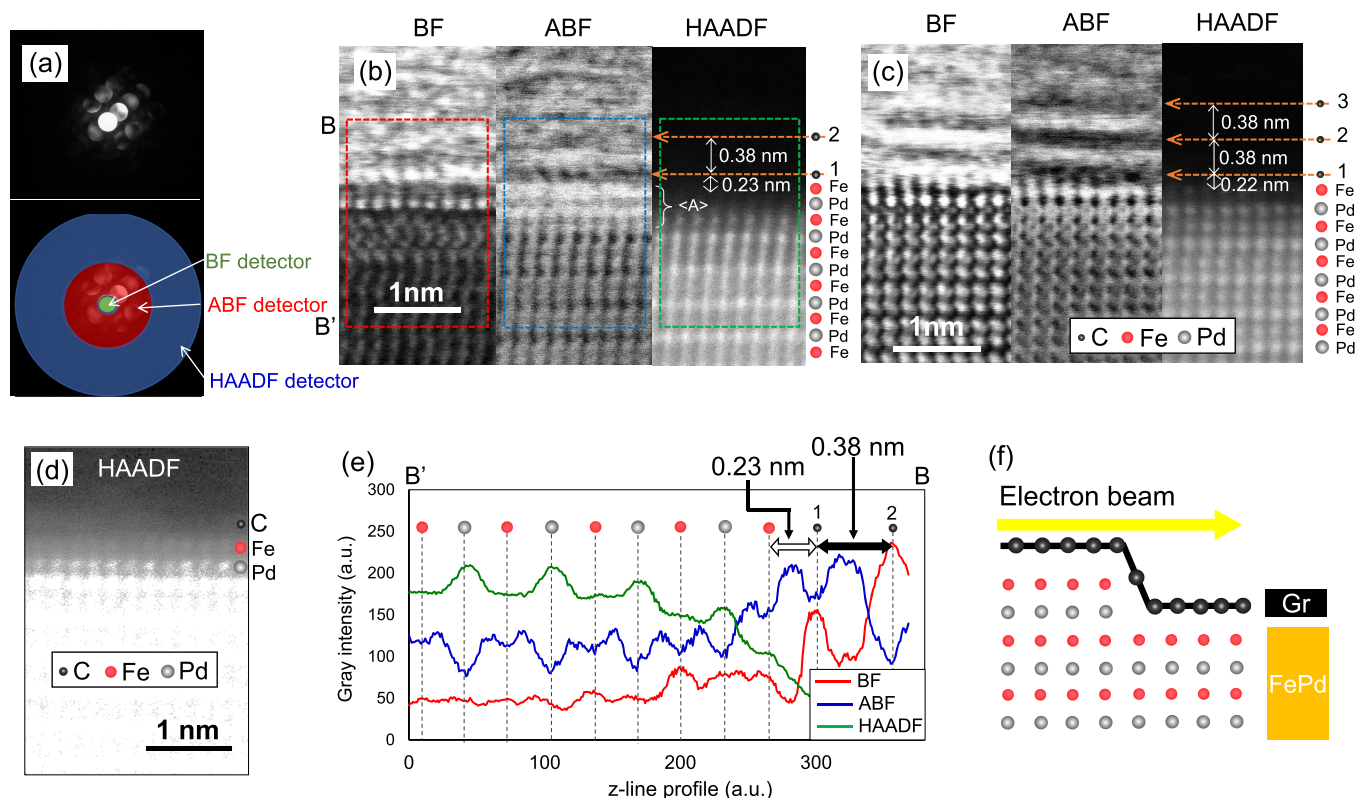 (a)
BF detector
ABF detector
HAADF detector
BF ABF HAADF
(b)
B
2
0.38 nm
1
0.23 nm
<A>
Fe
Pd
Fe
Pd
Fe
Pd
Fe
Pd
Fe
Pd
Fe
1nm
B’
BF ABF HAADF
(c)
3
0.38 nm
2
0.38 nm
1
0.22 nm
Fe
Pd
Fe
Pd
Fe
Pd
Fe
Pd
Fe
Pd
1nm
C Fe Pd
(d)
HAADF
C
Fe
Pd
C Fe Pd
1 nm
(e)
0.23 nm
0.38 nm
B’
B
1 2
300
250
200
150
100
50
0
Gray intensity (a.u.)
BF
ABF
HAADF
0 100 200 300
z-line profile (a.u.)
(f)
Electron beam
Gr
FePd